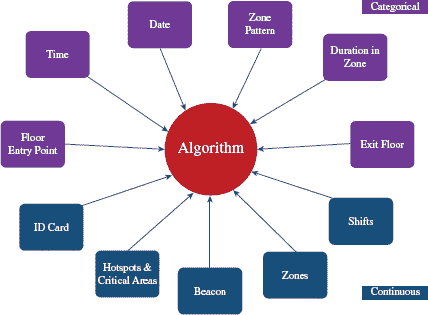 Categorical
Date
Zone
Pattern
Time
Duration in
Zone
Floor
Entry Point
Algorithm
Exit Floor
ID Card
Shifts
Hotspots &
Critical Areas
Beacon
Zones
Continuous